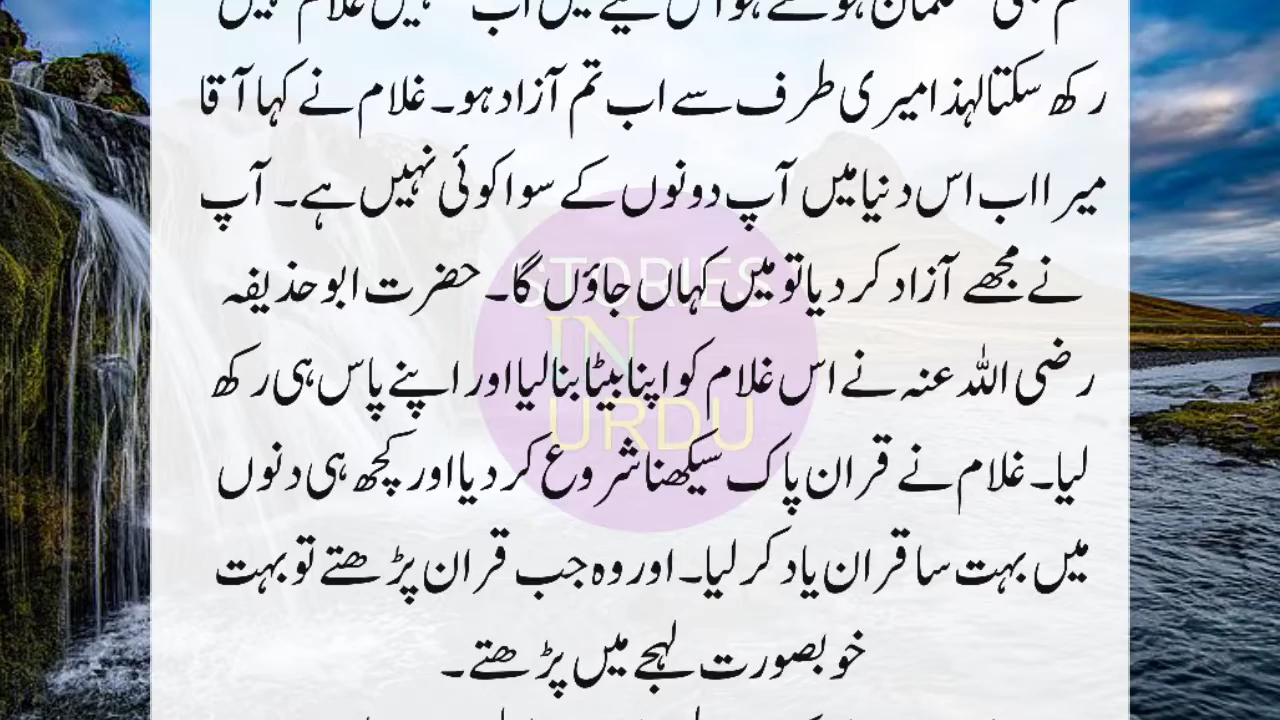 رکھ سکتا لہذا میری طرف سے اب تم آزاد ہو۔ غلام نے کہا آقا
میرا اب اس دنیا میں آپ دونوں کے سوا کوئی نہیں ہے۔ آپ
نے مجھے آزاد کر دیا تو میں کہاں جاؤں گا۔ حضرت ابو حذیفہ
رضی اللہ عنہ نے اس غلام کو اپنا بیٹا بنا لیا اور اپنے پاس ہی رکھ
لیا۔ غلام نے قران پاک سیکھنا شروع کر دیا اور کچھ ہی دنوں
میں بہت سا قران یاد کر لیا۔ اور وہ جب قران پڑھتے تو بہت
خوبصورت لہجے میں پڑھتے۔
STORIES
IN
URDU